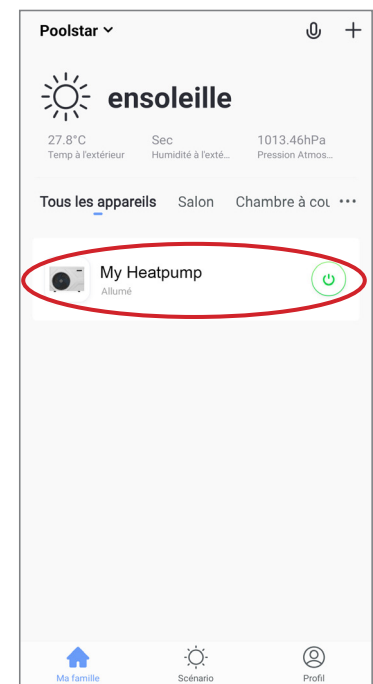 Poolstar
ensoleille
27.8°C Sec 1013.46hPa
Temp à l'extérieur Humidité à l'exté... Pression Atmos...
Tous les appareils Salon Chambre à cou
My Heatpump
Allumé
Ma famille Scénario Profil